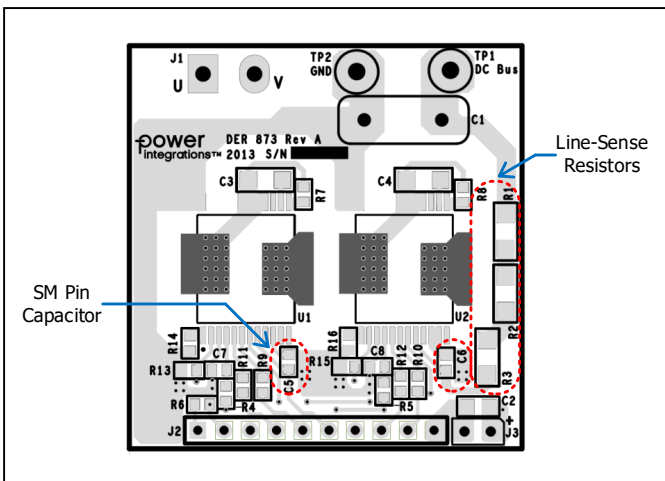 J1
U
V
TP2
GND
TP1
DC Bus
C1
power
integrations™
DER 873 Rev A
2013 S/N
Line-Sense
Resistors
C3
R7
C4
R8
R1
U1
U2
R2
SM Pin
Capacitor
R14
R13
C7
R11
R9
C5
R15
R16
C8
R12
R10
C6
R3
R6
R4
R5
C2
J2
+
J3